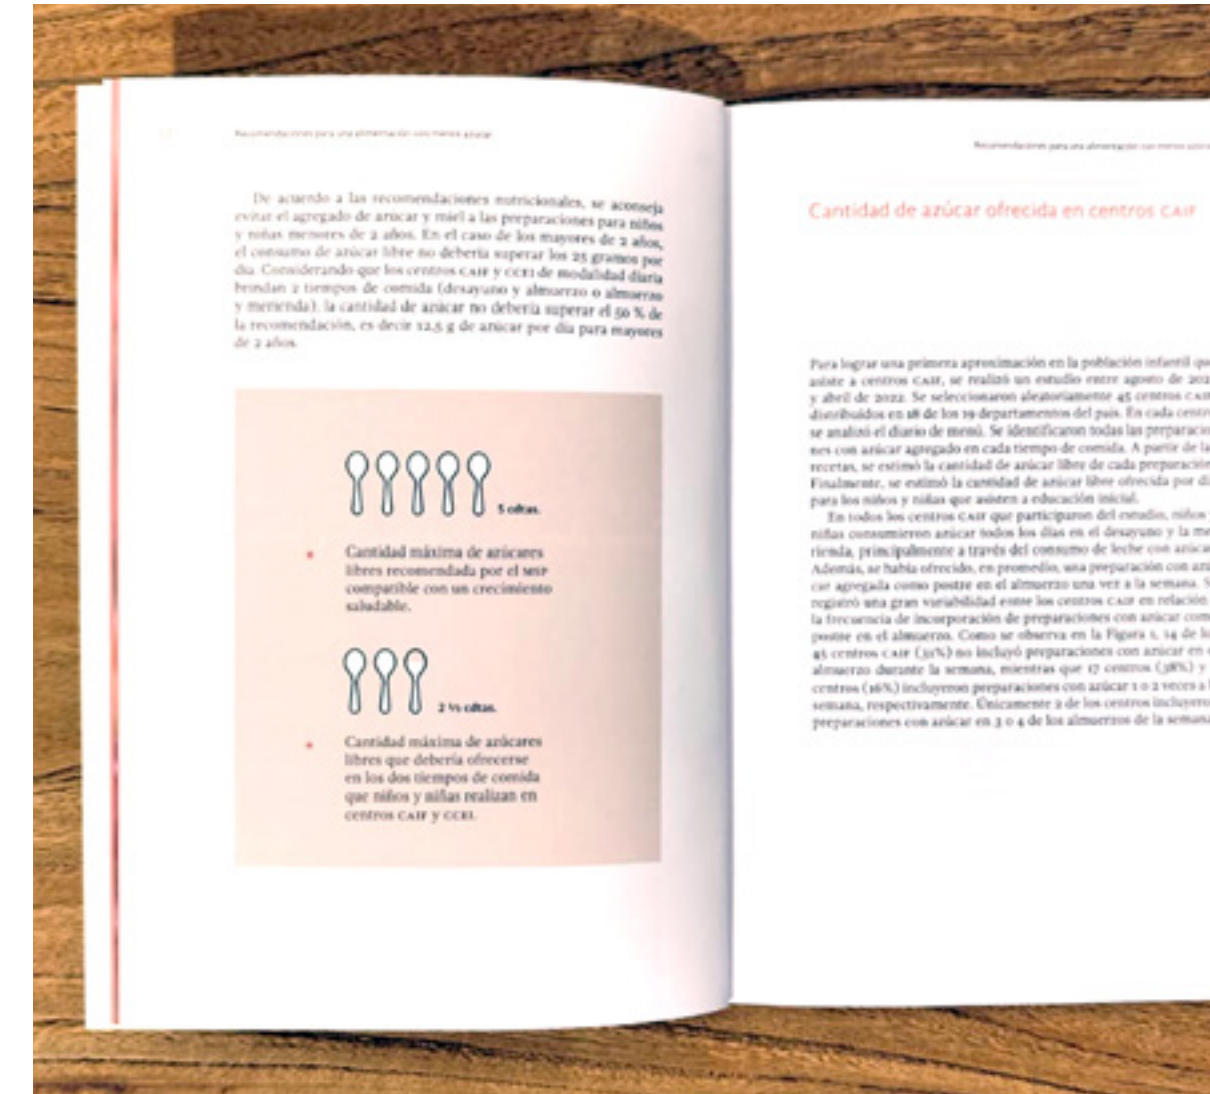 Recomendaciones para una alimentación con menos azúcar
De acuerdo a las recomendaciones nutricionales, se aconseja
evitar el agregado de azúcar y miel a las preparaciones para niños
y niñas menores de 2 años. En el caso de los mayores de 2 años,
el consumo de azúcar libre no debería superar los 25 gramos por
día. Considerando que los centros CAIF y CCEI de modalidad diaria
brindan 2 tiempos de comida (desayuno y almuerzo o almuerzo
y merienda), la cantidad de azúcar no debería superar el 50 % de
la recomendación, es decir 12,5 g de azúcar por día para mayores
de 2 años.
5 cditas.
Cantidad máxima de azúcares
libres recomendada por el MSP
compatible con un crecimiento
saludable.
2 ½ cditas.
Cantidad máxima de azúcares
libres que debería ofrecerse
en los dos tiempos de comida
que niños y niñas realizan en
centros CAIF y CCEI.
Recomendaciones para una alimentación con menos
Cantidad de azúcar ofrecida en centros CAIF
Para lograr una primera aproximación en la población infantil
asiste a centros CAIF, se realizó un estudio entre agosto de
y abril de 2022. Se seleccionaron aleatoriamente 45 centros
distribuidos en 18 de los 19 departamentos del país. En cada
se analizó el diario de menú. Se identificaron todas las preparacio
nes con azúcar agregado en cada tiempo de comida. A partir de
recetas, se estimó la cantidad de azúcar libre de cada preparación
Finalmente, se estimó la cantidad de azúcar libre ofrecida por
para los niños y niñas que asisten a educación inicial.
En todos los centros CAIF que participaron del estudio, niños
niñas consumieron azúcar todos los días en el desayuno y la me
rienda, principalmente a través del consumo de leche con azúcar
Además, se había ofrecido, en promedio, una preparación con
car agregada como postre en el almuerzo una vez a la semana.
registró una gran variabilidad entre los centros CAIF en relación
la frecuencia de incorporación de preparaciones con azúcar
postre en el almuerzo. Como se observa en la Figura 1, 14 de
45 centros CAIF (31%) no incluyó preparaciones con azúcar en
almuerzo durante la semana, mientras que 17 centros (38%) y
centros (16%) incluyeron preparaciones con azúcar 1 o 2 veces a
semana, respectivamente. Únicamente 2 de los centros
preparaciones con azúcar en 3 o 4 de los almuerzos de la semana